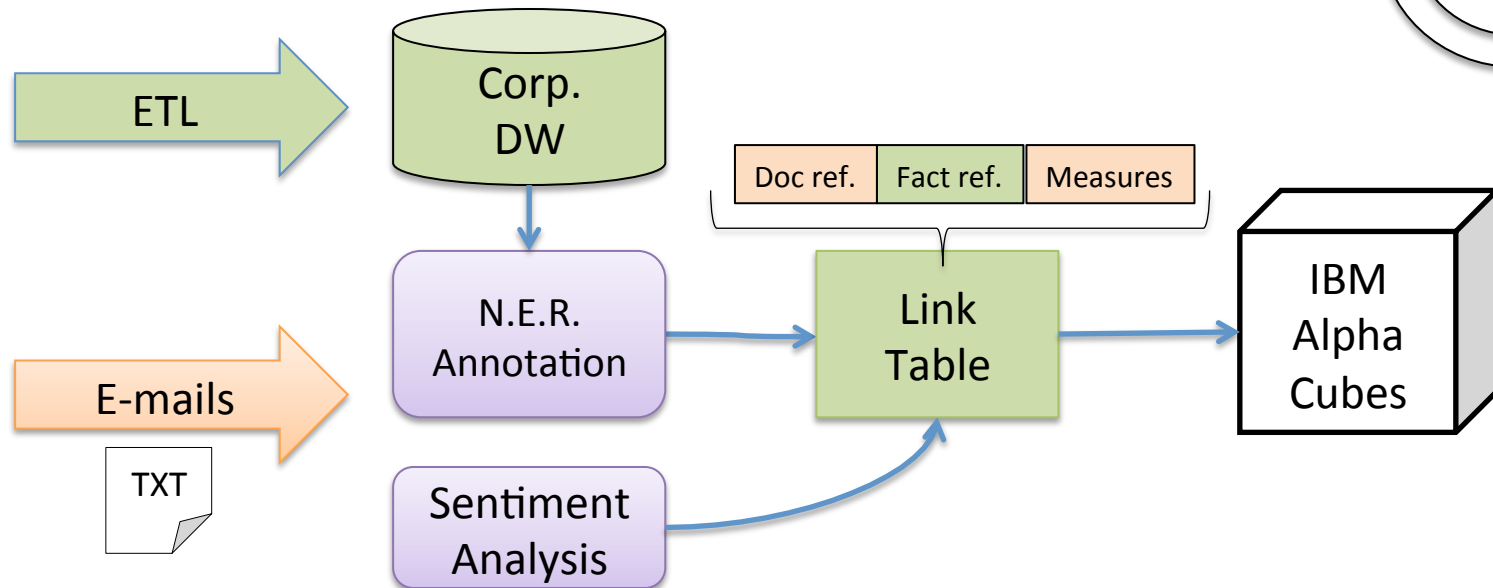 ETL
Corp.
DW
Doc ref. Fact ref. Measures
N.E.R.
Annotation
Link
Table
IBM
Alpha
Cubes
E-mails
TXT
Sentiment
Analysis